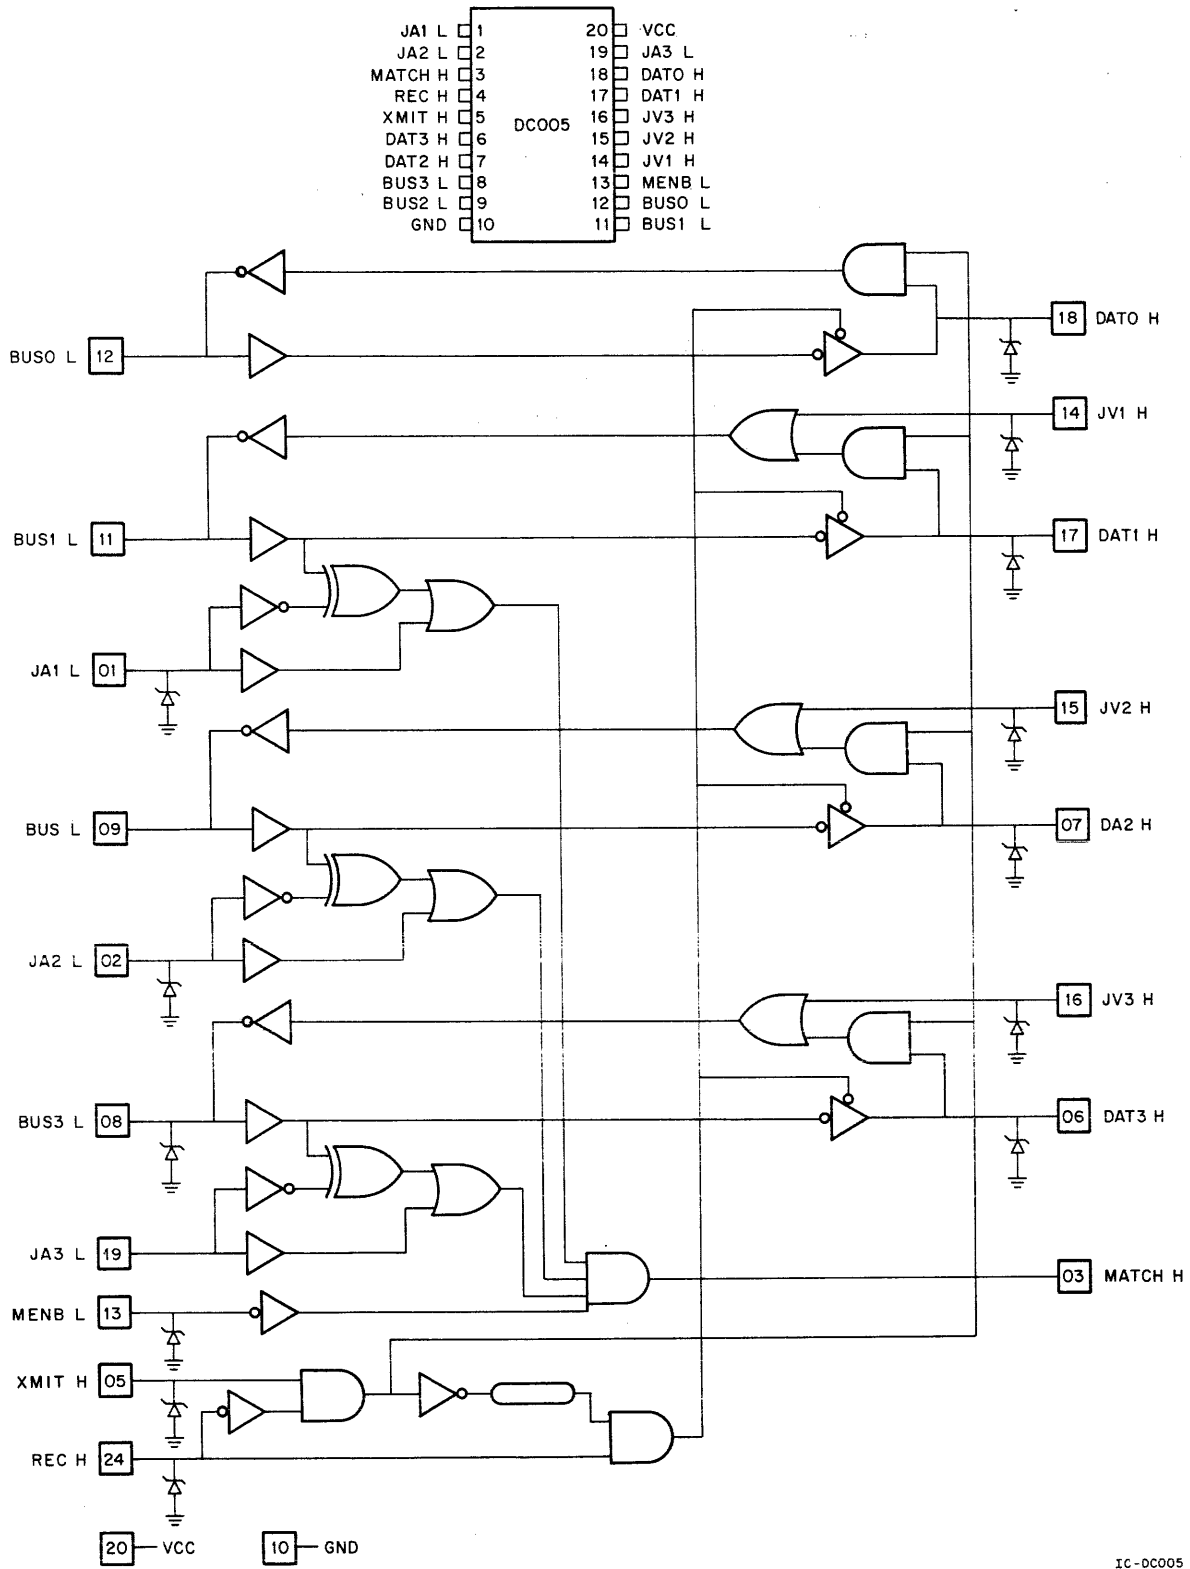 JA1 L 1 20 VCC
JA2 L 2 19 JA3 L
MATCH H 3 18 DAT0 H
REC H 4 17 DAT1 H
XMIT H 5 DC005 16 JV3 H
DAT3 H 6 15 JV2 H
DAT2 H 7 14 JV1 H
BUS3 L 8 13 MENB L
BUS2 L 9 12 BUS0 L
GND 10 11 BUS1 L
18 DAT0 H
BUS0 L 12
14 JV1 H
BUS1 L 11
17 DAT1 H
JA1 L 01
15 JV2 H
BUS L 09
07 DA2 H
JA2 L 02
16 JV3 H
BUS3 L 08
06 DAT3 H
JA3 L 19
03 MATCH H
MENB L 13
XMIT H 05
REC H 24
20 VCC
10 GND
IC-DC005